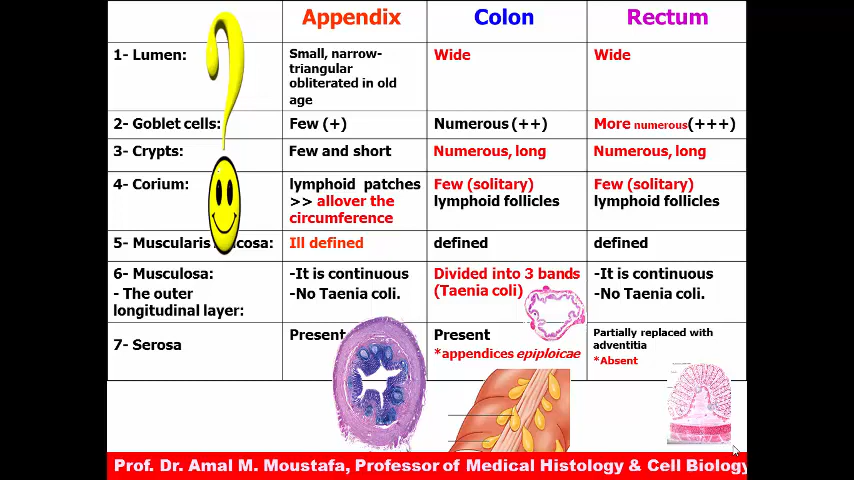 Appendix Colon Rectum
1- Lumen: Small, narrow- Wide Wide
triangular
obliterated in old
age
2- Goblet cells: Few (+) Numerous (++) More numerous(+++)
3- Crypts: Few and short Numerous, long Numerous, long
4- Corium: lymphoid patches Few (solitary) Few (solitary)
>> allover the lymphoid follicles lymphoid follicles
circumference
5- Muscularis Ill defined defined defined
6- Musculosa: -It is continuous Divided into 3 bands -It is continuous
- The outer -No Taenia coli. (Taenia coli) -No Taenia coli.
longitudinal layer:
7- Serosa Present Present Partially replaced with
*appendices epiploicae adventitia
*Absent
Prof. Dr. Amal M. Moustafa, Professor of Medical Histology & Cell Biology